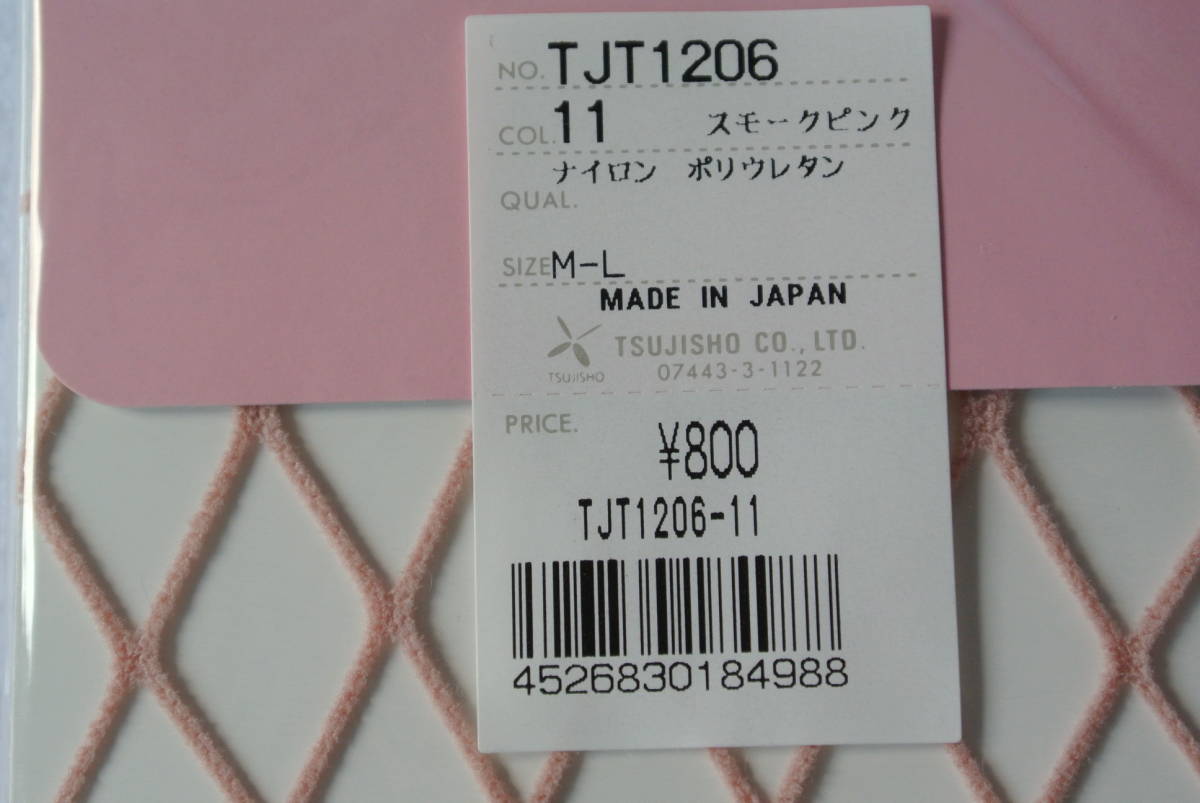 NO. TJT1206
COL. 11 スモークピンク
ナイロン ポリウレタン
QUAL.
SIZE M-L
MADE IN JAPAN
TSUJISHO CO., LTD.
TSUJISHO 07443-3-1122
PRICE.
¥800
TJT1206-11
4526830184988